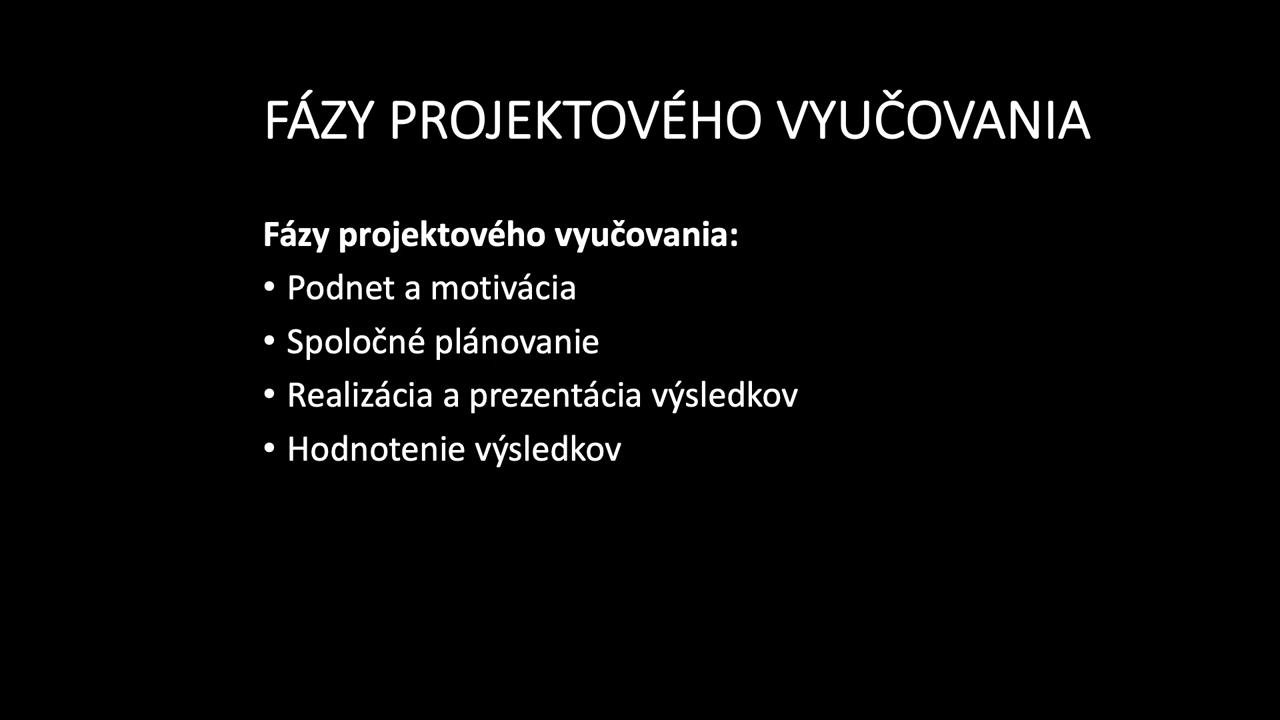 FÁZY PROJEKTOVÉHO VYUČOVANIA
Fázy projektového vyučovania:
• Podnet a motivácia
• Spoločné plánovanie
• Realizácia a prezentácia výsledkov
• Hodnotenie výsledkov